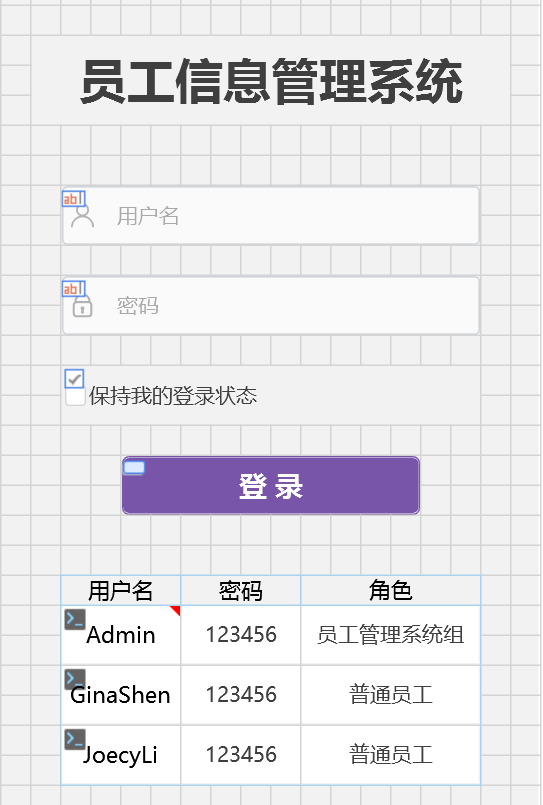 员工信息管理系统
abI
用户名
abI
密码
保持我的登录状态
登 录
用户名 密码 角色
Admin 123456 员工管理系统组
GinaShen 123456 普通员工
JoecyLi 123456 普通员工